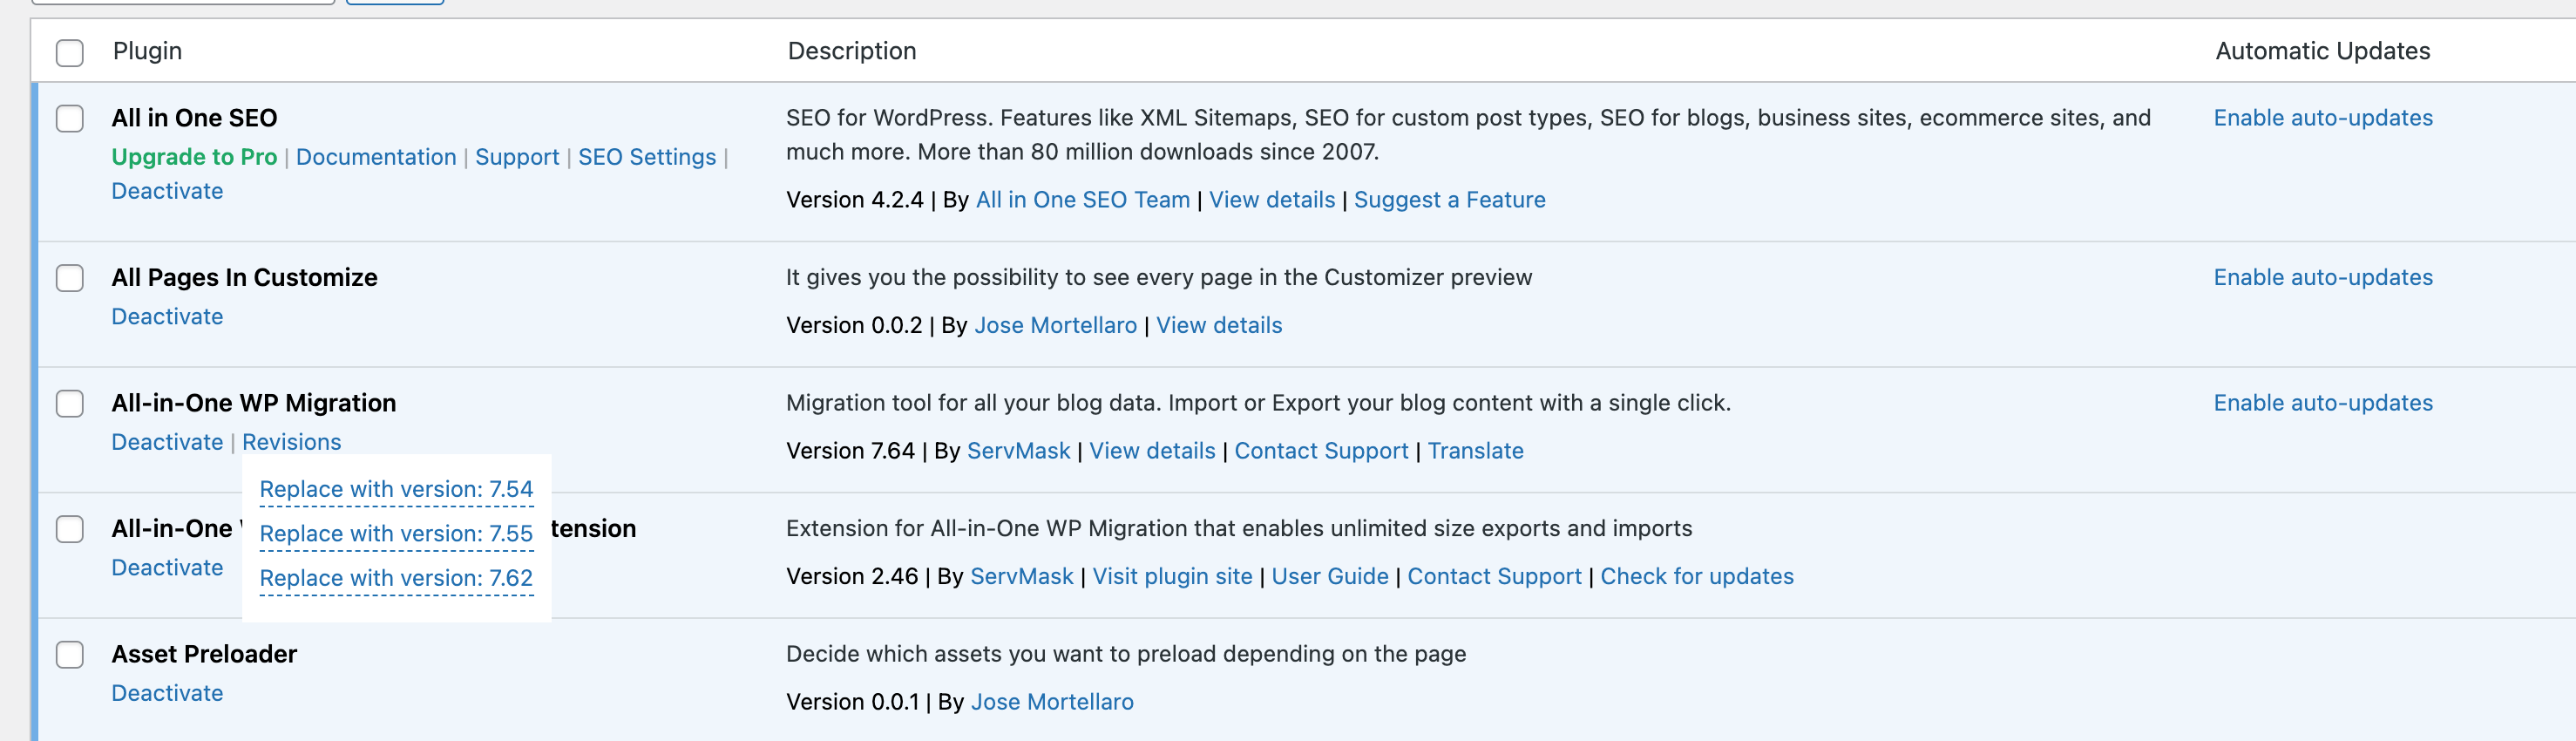 Plugin Description Automatic Updates
All in One SEO
Upgrade to Pro | Documentation | Support | SEO Settings |
Deactivate
SEO for WordPress. Features like XML Sitemaps, SEO for custom post types, SEO for blogs, business sites, ecommerce sites, and
much more. More than 80 million downloads since 2007.
Version 4.2.4 | By All in One SEO Team | View details | Suggest a Feature
Enable auto-updates
All Pages In Customize
Deactivate
It gives you the possibility to see every page in the Customizer preview
Version 0.0.2 | By Jose Mortellaro | View details
Enable auto-updates
All-in-One WP Migration
Deactivate | Revisions
Replace with version: 7.54
Replace with version: 7.55
Replace with version: 7.62
Migration tool for all your blog data. Import or Export your blog content with a single click.
Version 7.64 | By ServMask | View details | Contact Support | Translate
Enable auto-updates
All-in-One tension
Deactivate
Extension for All-in-One WP Migration that enables unlimited size exports and imports
Version 2.46 | By ServMask | Visit plugin site | User Guide | Contact Support | Check for updates
Asset Preloader
Deactivate
Decide which assets you want to preload depending on the page
Version 0.0.1 | By Jose Mortellaro